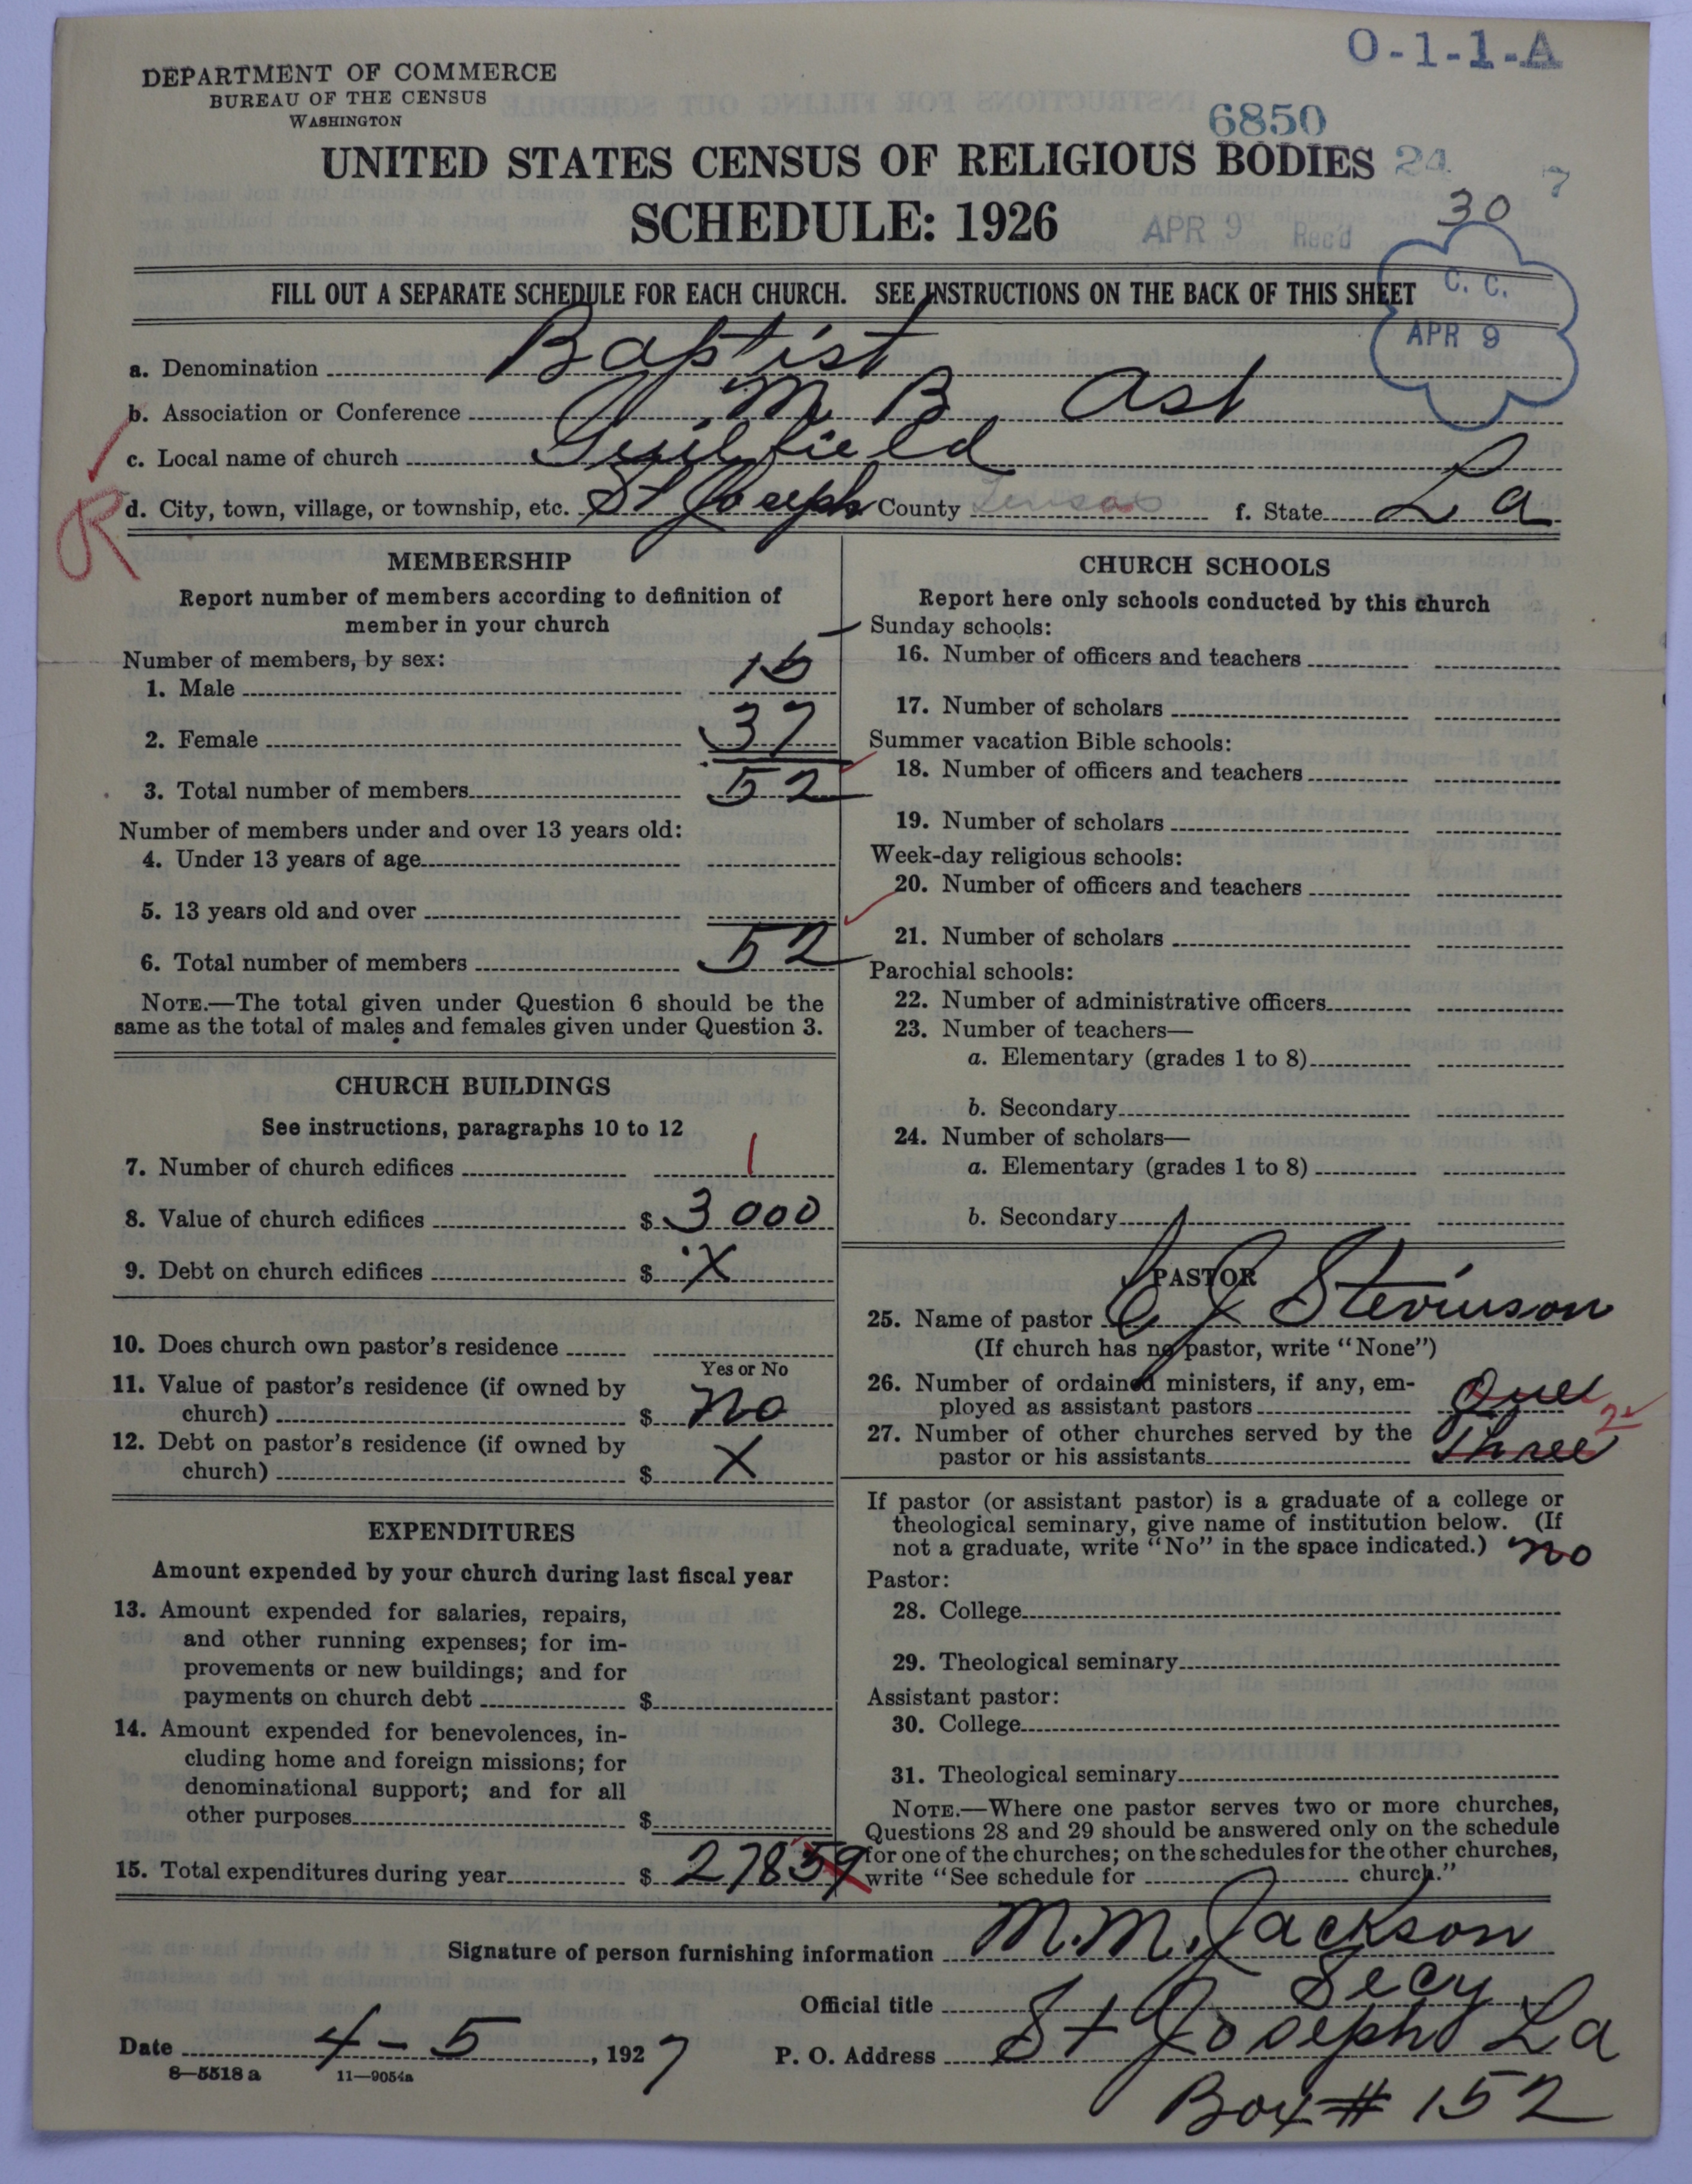 O-1-1-A
DEPARTMENT OF COMMERCE
BUREAU OF THE CENSUS
WASHINGTON
6850
UNITED STATES CENSUS OF RELIGIOUS BODIES 24 7
SCHEDULE: 1926 APR 9 Rec'd 30
FILL OUT A SEPARATE SCHEDULE FOR EACH CHURCH. SEE INSTRUCTIONS ON THE BACK OF THIS SHEET
C. C.
APR 9
a. Denomination Baptist
b. Association or Conference M B. Ast
c. Local name of church Guilfield
d. City, town, village, or township, etc. St Joseph County Tensas f. State La
R
MEMBERSHIP
Report number of members according to definition of
member in your church
Number of members, by sex:
1. Male 15
2. Female 37
3. Total number of members 52
Number of members under and over 13 years old:
4. Under 13 years of age
5. 13 years old and over
6. Total number of members 52
NOTE.—The total given under Question 6 should be the
same as the total of males and females given under Question 3.
CHURCH BUILDINGS
See instructions, paragraphs 10 to 12
7. Number of church edifices 1
8. Value of church edifices $ 3000
9. Debt on church edifices $ X
10. Does church own pastor's residence
Yes or No
11. Value of pastor's residence (if owned by
church) $ No
12. Debt on pastor's residence (if owned by
church) $ X
EXPENDITURES
Amount expended by your church during last fiscal year
13. Amount expended for salaries, repairs,
and other running expenses; for im-
provements or new buildings; and for
payments on church debt $
14. Amount expended for benevolences, in-
cluding home and foreign missions; for
denominational support; and for all
other purposes $
15. Total expenditures during year $ 27859
CHURCH SCHOOLS
Report here only schools conducted by this church
Sunday schools:
16. Number of officers and teachers
17. Number of scholars
Summer vacation Bible schools:
18. Number of officers and teachers
19. Number of scholars
Week-day religious schools:
20. Number of officers and teachers
21. Number of scholars
Parochial schools:
22. Number of administrative officers
23. Number of teachers—
a. Elementary (grades 1 to 8)
b. Secondary
24. Number of scholars—
a. Elementary (grades 1 to 8)
b. Secondary
PASTOR
25. Name of pastor C J Stevinson
(If church has no pastor, write "None")
26. Number of ordained ministers, if any, em-
ployed as assistant pastors
27. Number of other churches served by the
pastor or his assistants Three 2
If pastor (or assistant pastor) is a graduate of a college or
theological seminary, give name of institution below. (If
not a graduate, write "No" in the space indicated.) no
Pastor:
28. College
29. Theological seminary
Assistant pastor:
30. College
31. Theological seminary
NOTE.—Where one pastor serves two or more churches,
Questions 28 and 29 should be answered only on the schedule
for one of the churches; on the schedules for the other churches,
write "See schedule for church."
Signature of person furnishing information M. M. Jackson
Official title Secy
Date 4-5, 1927 P. O. Address St Joseph La
Box # 152
8—5518a 11—9054a